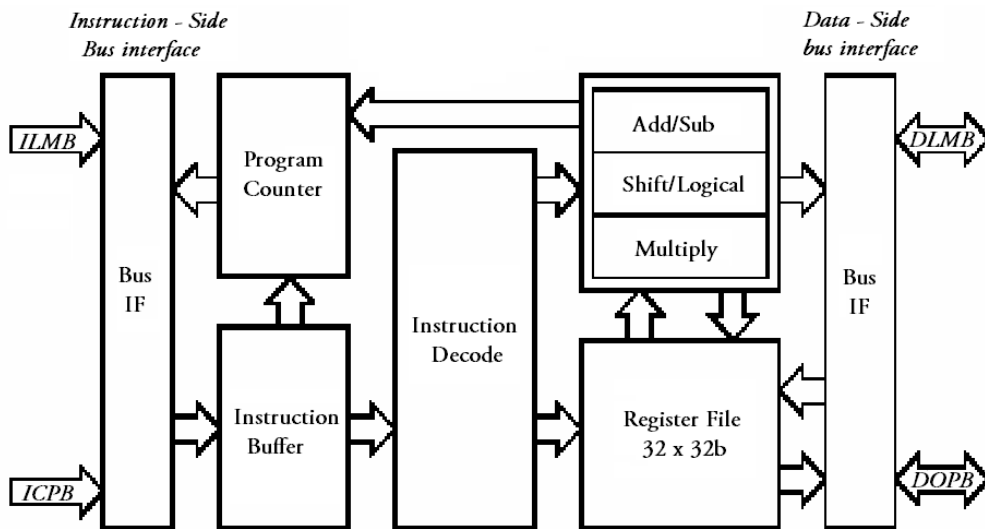 Instruction - Side
Bus interface
Data - Side
bus interface
ILMB
ICPB
Bus
IF
Program
Counter
Instruction
Buffer
Instruction
Decode
Add/Sub
Shift/Logical
Multiply
Register File
32 x 32b
Bus
IF
DLMB
DOPB